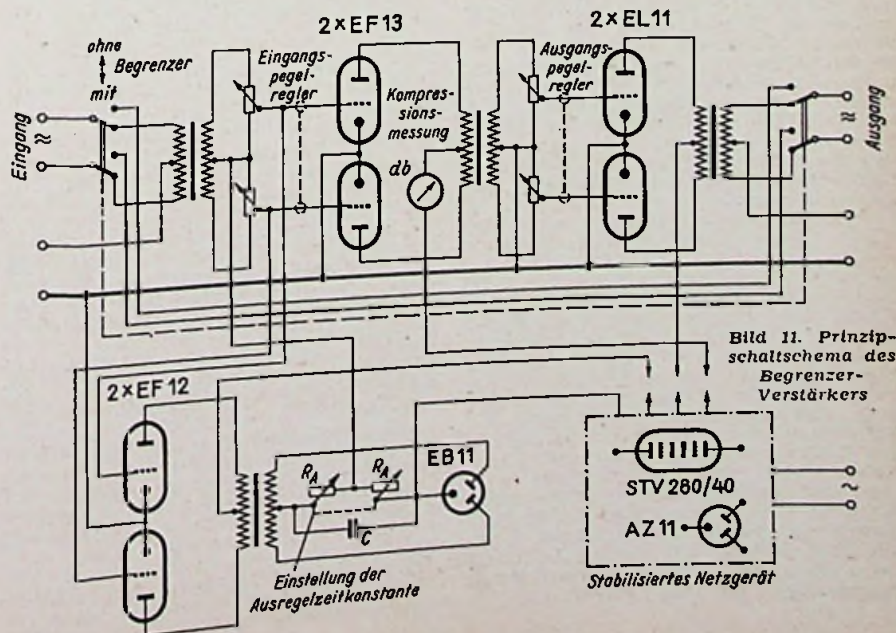 2×EF13
2×EL11
ohne
Begrenzer
mit
Eingangs-
pegel-
regler
Kompres-
sions-
messung
db
Ausgangs-
pegel-
regler
Eingang
≈
Ausgang
≈
Bild 11. Prinzip-
schaltschema des
Begrenzer-
Verstärkers
2×EF12
R_A
R_A
EB11
C
Einstellung der
Ausregelzeitkonstante
STV 280/40
AZ11
~
Stabilisiertes Netzgerät